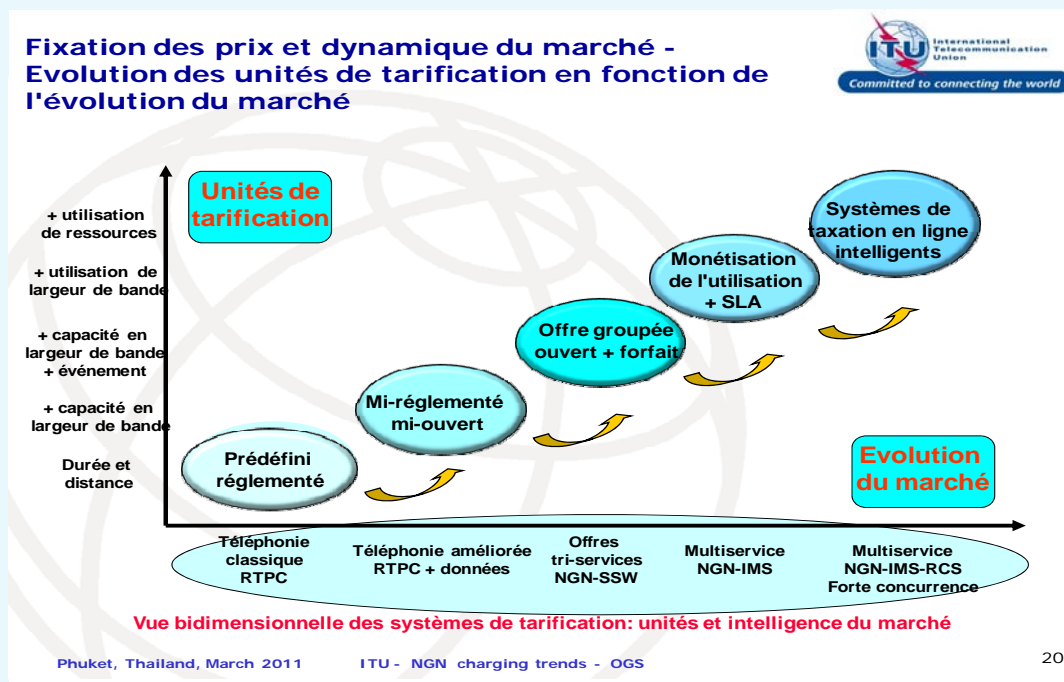 Fixation des prix et dynamique du marché -
Evolution des unités de tarification en fonction de
l'évolution du marché
ITU
International
Telecommunication
Union
Committed to connecting the world
Unités de
tarification
+ utilisation
de ressources
+ utilisation de
largeur de bande
+ capacité en
largeur de bande
+ événement
+ capacité en
largeur de bande
Durée et
distance
Systèmes de
taxation en ligne
intelligents
Monétisation
de l'utilisation
+ SLA
Offre groupée
ouvert + forfait
Mi-réglementé
mi-ouvert
Prédéfini
réglementé
Evolution
du marché
Téléphonie
classique
RTPC
Téléphonie améliorée
RTPC + données
Offres
tri-services
NGN-SSW
Multiservice
NGN-IMS
Multiservice
NGN-IMS-RCS
Forte concurrence
Vue bidimensionnelle des systèmes de tarification: unités et intelligence du marché
Phuket, Thailand, March 2011
ITU - NGN charging trends - OGS
20